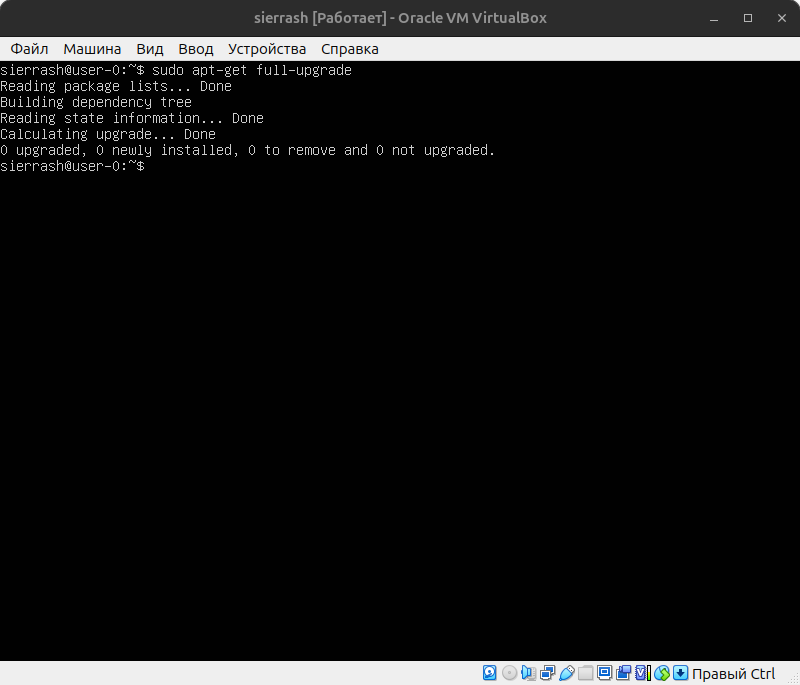 sierrash [Работает] - Oracle VM VirtualBox
Файл Машина Вид Ввод Устройства Справка
sierrash@user-0:~$ sudo apt-get full-upgrade
Reading package lists... Done
Building dependency tree
Reading state information... Done
Calculating upgrade... Done
0 upgraded, 0 newly installed, 0 to remove and 0 not upgraded.
sierrash@user-0:~$
Правый Ctrl